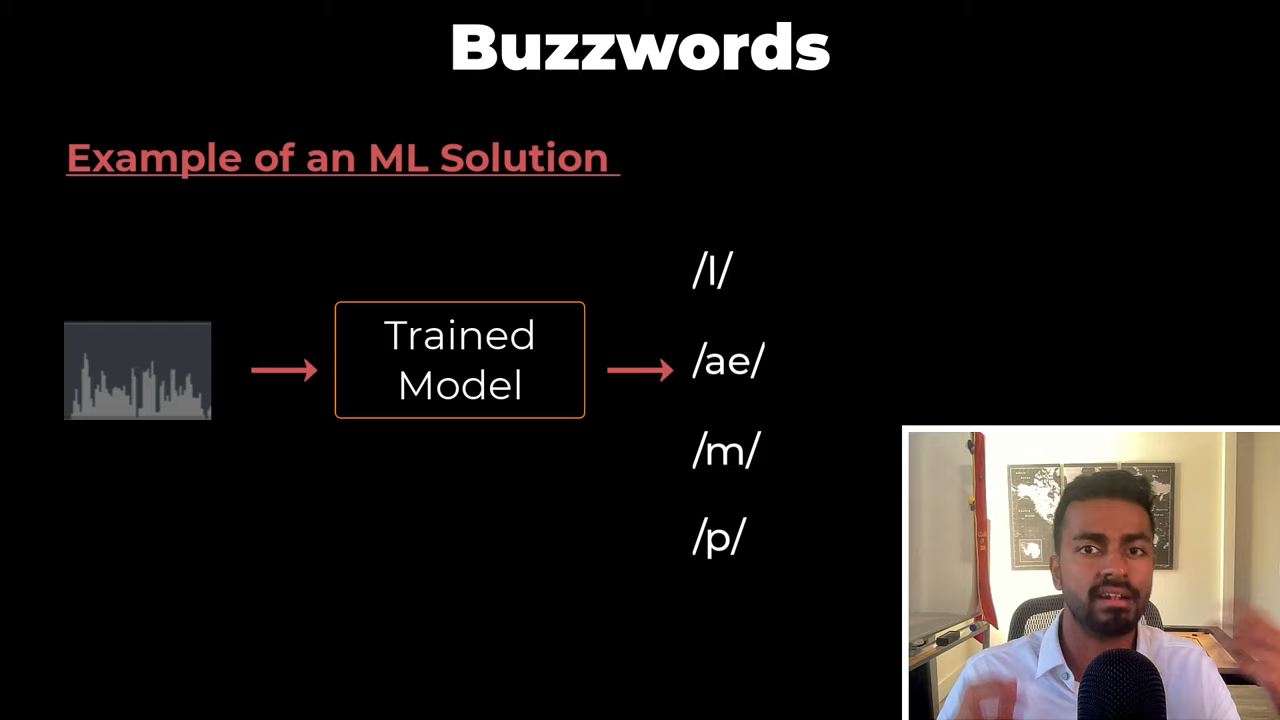 Buzzwords
Example of an ML Solution
Trained
Model
/l/
/ae/
/m/
/p/